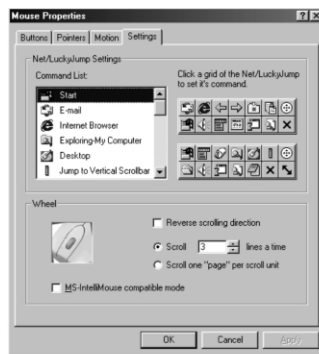 Mouse Properties
Buttons Pointers Motion Settings
Net/LuckyJump Settings
Command List:
Start
E-mail
Internet Browser
Exploring-My Computer
Desktop
Jump to Vertical Scrollbar
Click a grid of the Net/LuckyJump
to set it's command.
Wheel
Reverse scrolling direction
Scroll 3 lines a time
Scroll one "page" per scroll unit
MS-IntelliMouse compatible mode
OK Cancel Apply